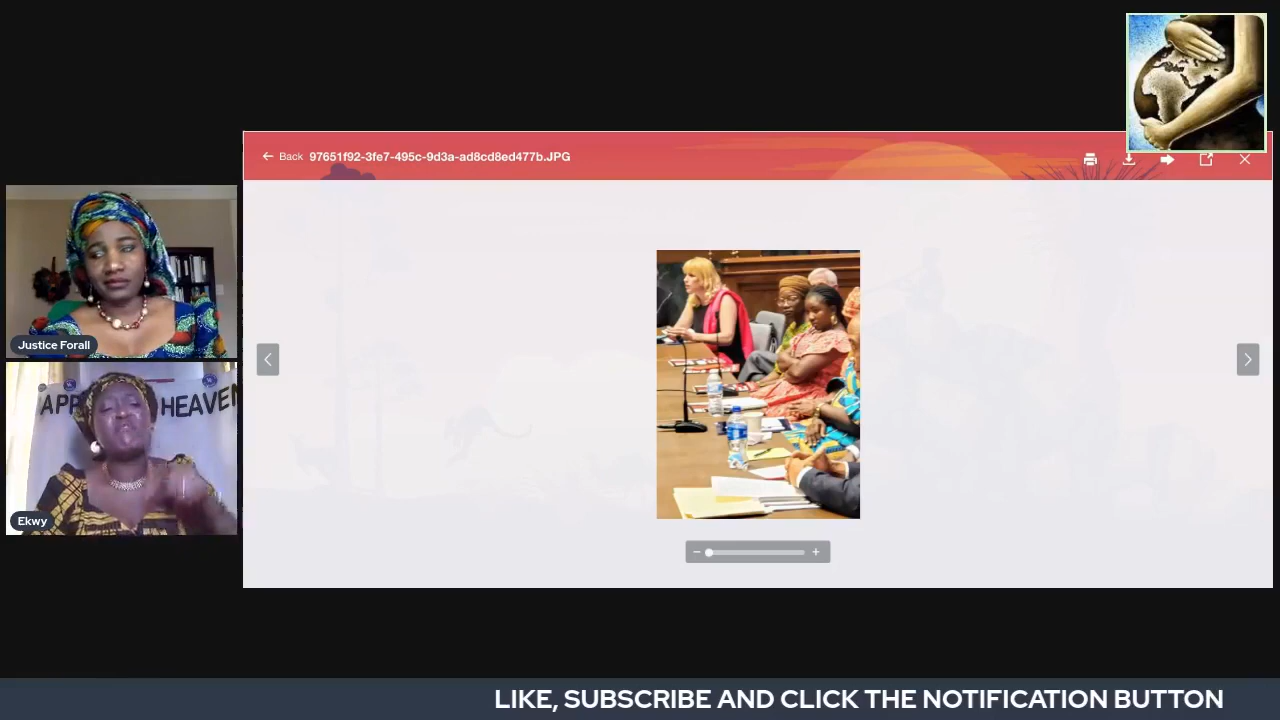 ← Back 97651f92-3fe7-495c-9d3a-ad8cd8ed477b.JPG
Justice Forall
APP HEAVEN
Ekwy
LIKE, SUBSCRIBE AND CLICK THE NOTIFICATION BUTTON